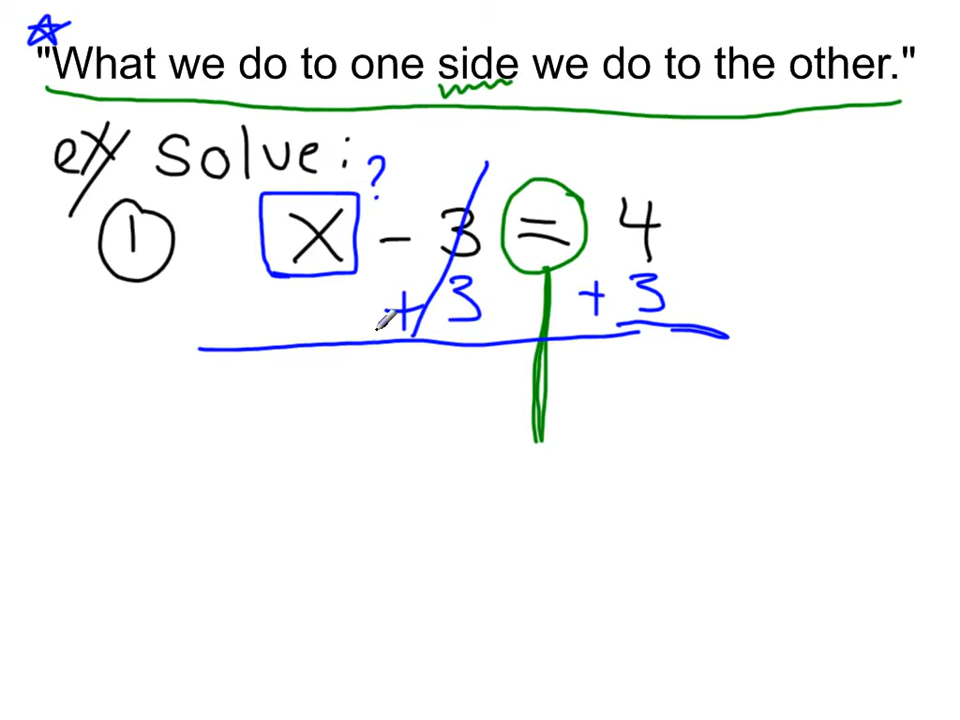 "What we do to one side we do to the other."
ex/ Solve:
① x? - 3 = 4
+ 3 + 3